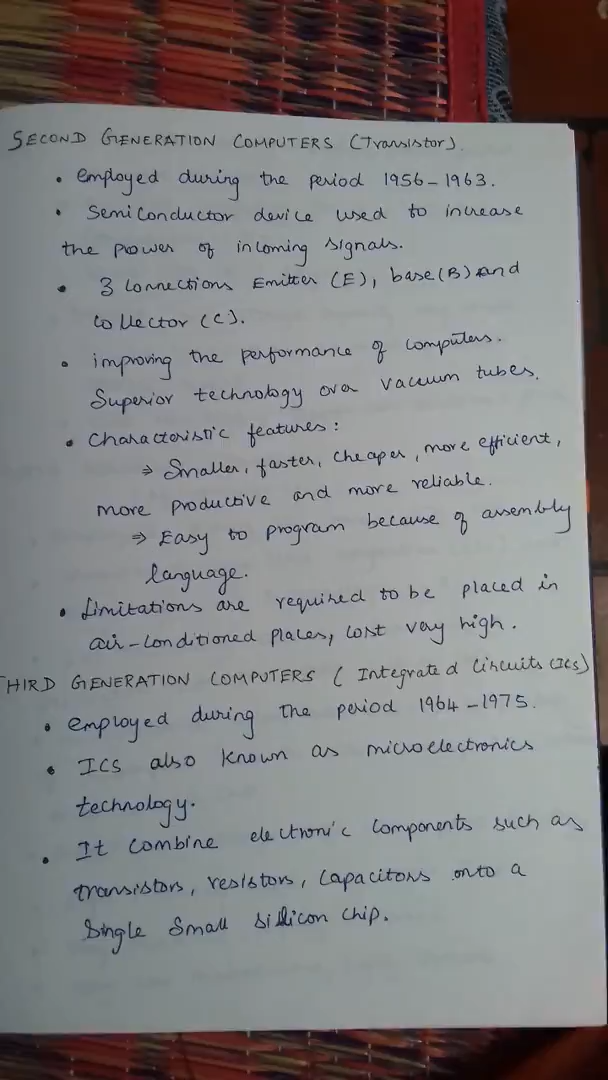 SECOND GENERATION COMPUTERS (Transistor).
• employed during the period 1956-1963.
• Semiconductor device used to increase
the power of incoming signals.
• 3 connections Emitter (E), base(B) and
collector (C).
• improving the performance of computers.
Superior technology over vacuum tubes.
• Characteristic features:
⇒ Smaller, faster, cheaper, more efficient,
more productive and more reliable.
⇒ Easy to program because of assembly
language.
• Limitations are required to be placed in
air-conditioned places, cost very high.
THIRD GENERATION COMPUTERS (Integrated Circuits (ICs)
• employed during the period 1964-1975.
• ICS also known as microelectronics
technology.
• It combine electronic components such as
transistors, resistors, capacitors onto a
Single small silicon chip.